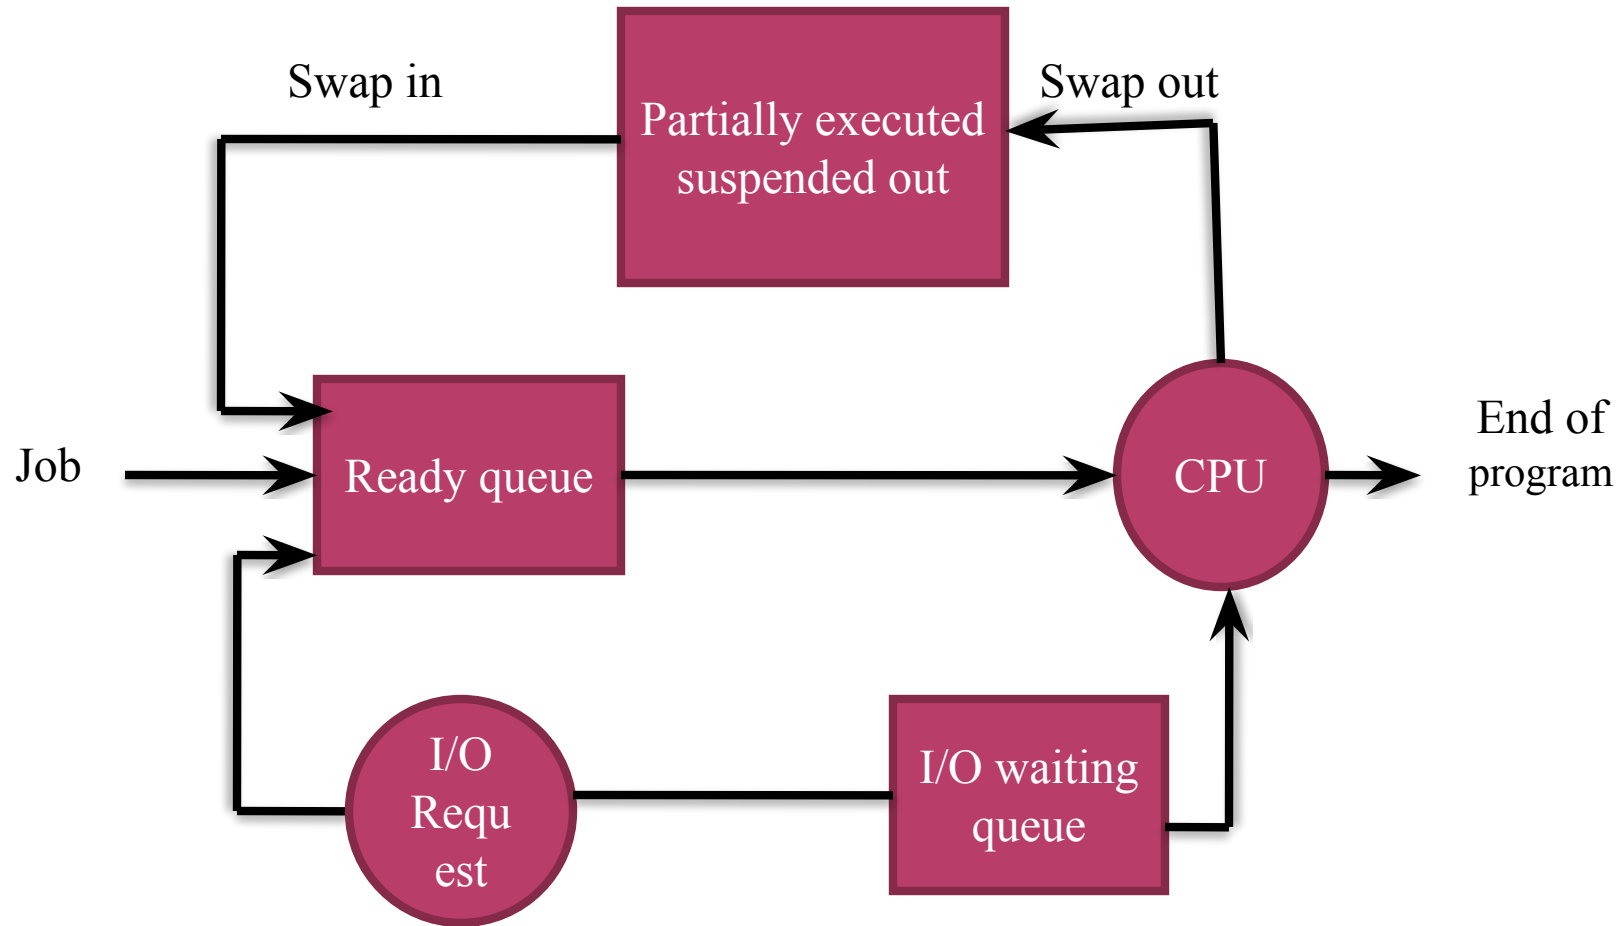 Swap in
Partially executed
suspended out
Swap out
Job
Ready queue
CPU
End of
program
I/O
Requ
est
I/O waiting
queue